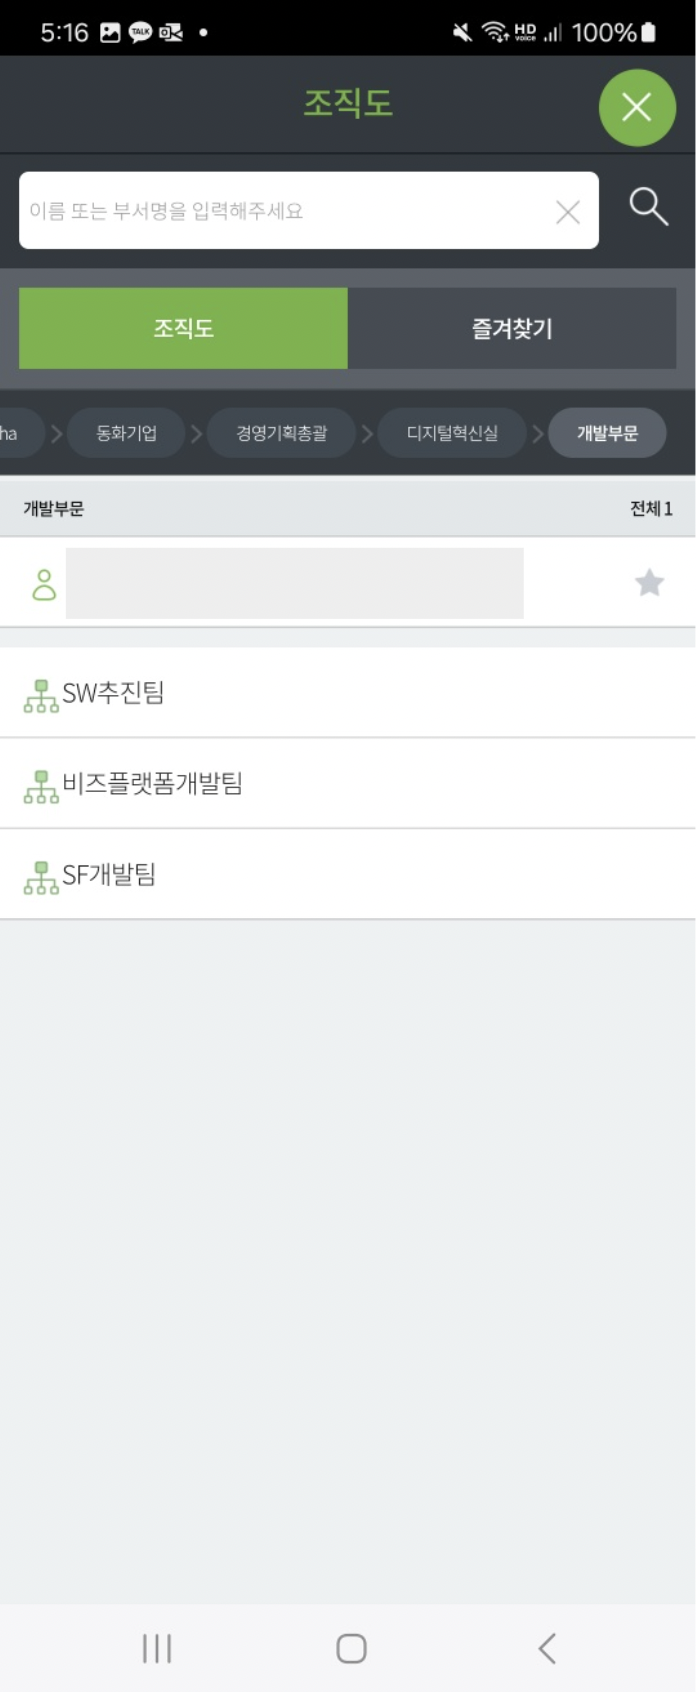 5:16 TALK HD voice 100%
조직도
이름 또는 부서명을 입력해주세요
조직도 즐겨찾기
ha 동화기업 경영기획총괄 디지털혁신실 개발부문
개발부문 전체 1
SW추진팀
비즈플랫폼개발팀
SF개발팀